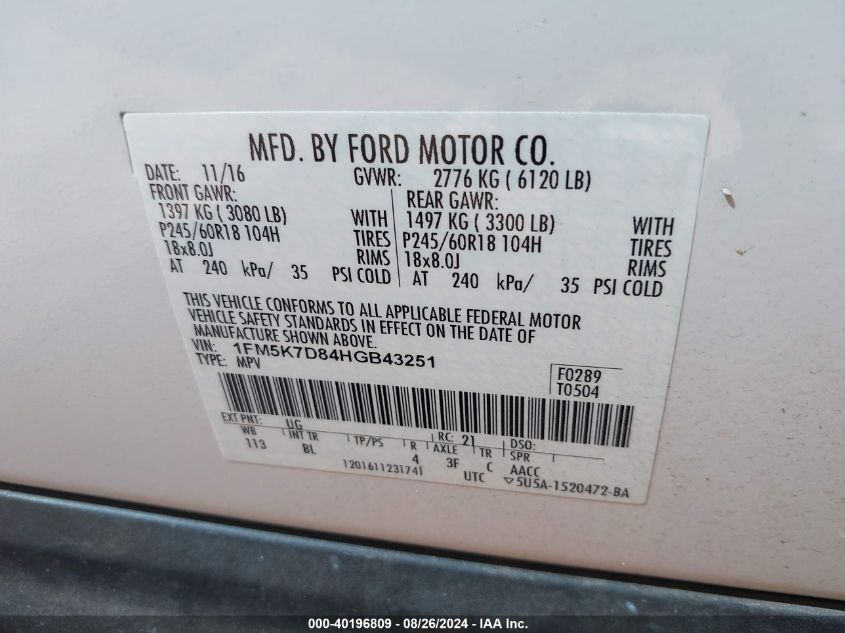 MFD. BY FORD MOTOR CO.
DATE: 11/16 GVWR: 2776 KG ( 6120 LB)
FRONT GAWR: REAR GAWR:
1397 KG ( 3080 LB) WITH 1497 KG ( 3300 LB) WITH
P245/60R18 104H TIRES P245/60R18 104H TIRES
18x8.0J RIMS 18x8.0J RIMS
AT 240 kPa/ 35 PSI COLD AT 240 kPa/ 35 PSI COLD
THIS VEHICLE CONFORMS TO ALL APPLICABLE FEDERAL MOTOR
VEHICLE SAFETY STANDARDS IN EFFECT ON THE DATE OF
MANUFACTURE SHOWN ABOVE.
VIN: 1FM5K7D84HGB43251
TYPE: MPV
F0289
T0504
EXT PNT: UG RC: 21 DSO:
WB INT TR TP/PS R AXLE TR SPR
113 BL 4 3F C AACC
1201611231741 UTC ▽5U5A-1520472-BA
000-40196809 - 08/26/2024 - IAA Inc.